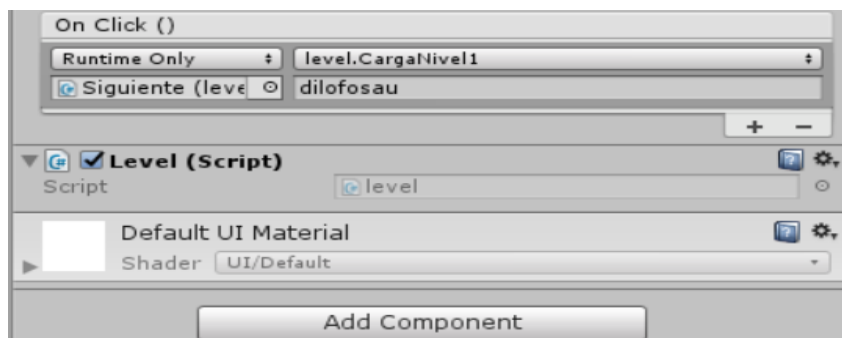 On Click ()
Runtime Only level.CargaNivel1
Siguiente (leve dilofosau
+ −
Level (Script)
Script level
Default UI Material
Shader UI/Default
Add Component